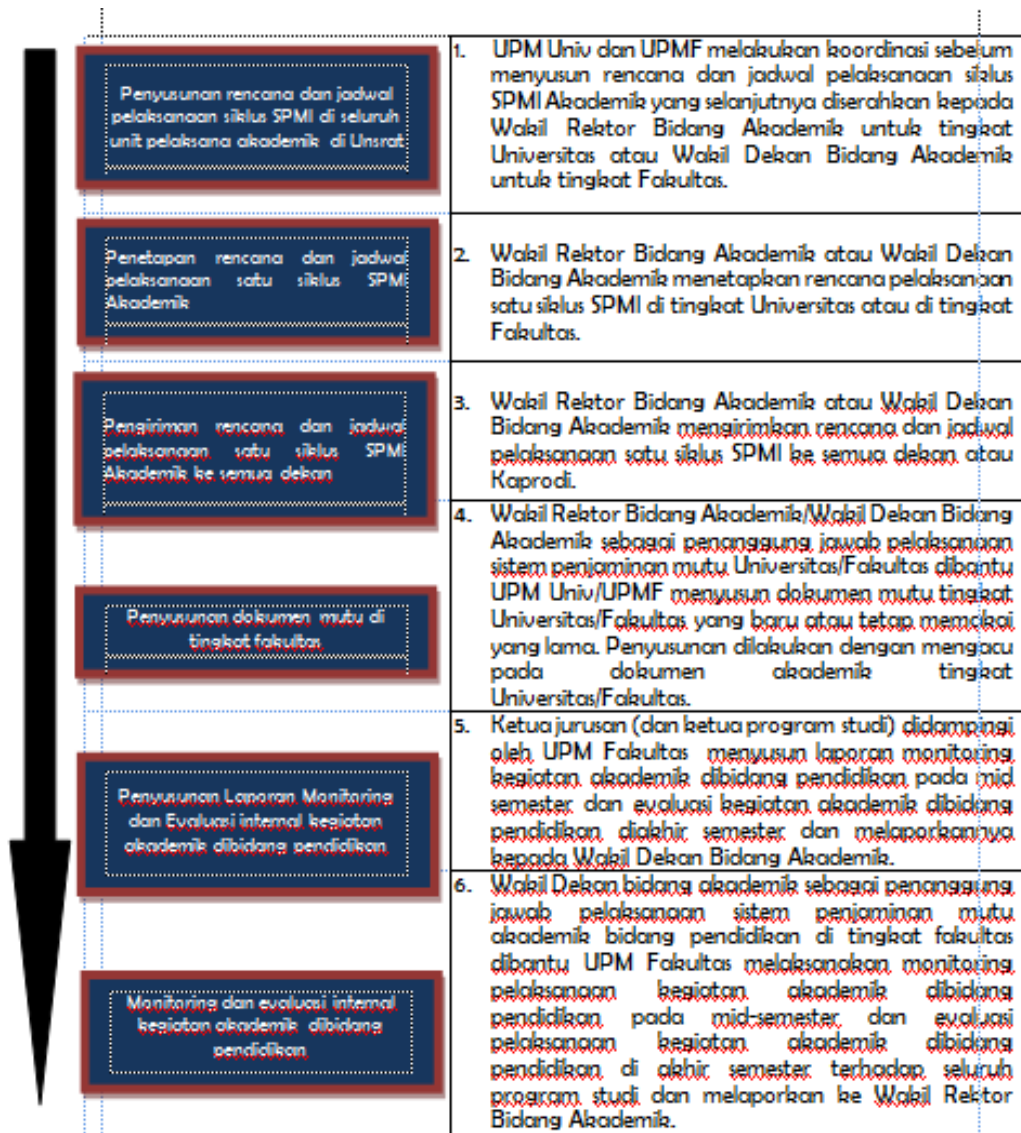 Penyusunan rencana dan jadwal
pelaksanaan siklus SPMI di seluruh
unit pelaksana akademik di Unsrat
1. UPM Univ dan UPMF melakukan koordinasi sebelum
menyusun rencana dan jadwal pelaksanaan siklus
SPMI Akademik yang selanjutnya diserahkan kepada
Wakil Rektor Bidang Akademik untuk tingkat
Universitas atau Wakil Dekan Bidang Akademik
untuk tingkat Fakultas.
Penetapan rencana dan jadwal
pelaksanaan satu siklus SPMI
Akademik
2. Wakil Rektor Bidang Akademik atau Wakil Dekan
Bidang Akademik menetapkan rencana pelaksanaan
satu siklus SPMI di tingkat Universitas atau di tingkat
Fakultas.
Pengiriman rencana dan jadwal
pelaksanaan satu siklus SPMI
Akademik ke semua dekan
3. Wakil Rektor Bidang Akademik atau Wakil Dekan
Bidang Akademik mengirimkan rencana dan jadwal
pelaksanaan satu siklus SPMI ke semua dekan atau
Kaprodi.
Penyusunan dokumen mutu di
tingkat fakultas
4. Wakil Rektor Bidang Akademik/Wakil Dekan Bidang
Akademik sebagai penanggung jawab pelaksanaan
sistem penjaminan mutu Universitas/Fakultas dibantu
UPM Univ/UPMF menyusun dokumen mutu tingkat
Universitas/Fakultas yang baru atau tetap memakai
yang lama. Penyusunan dilakukan dengan mengacu
pada dokumen akademik tingkat
Universitas/Fakultas.
Penyusunan Laporan Monitoring
dan Evaluasi internal kegiatan
akademik dibidang pendidikan
5. Ketua jurusan (dan ketua program studi) didampingi
oleh UPM Fakultas menyusun laporan monitoring
kegiatan akademik dibidang pendidikan pada mid
semester dan evaluasi kegiatan akademik dibidang
pendidikan diakhir semester dan melaporkannya
kepada Wakil Dekan Bidang Akademik.
Monitoring dan evaluasi internal
kegiatan akademik dibidang
pendidikan
6. Wakil Dekan bidang akademik sebagai penanggung
jawab pelaksanaan sistem penjaminan mutu
akademik bidang pendidikan di tingkat fakultas
dibantu UPM Fakultas melaksanakan monitoring
pelaksanaan kegiatan akademik dibidang
pendidikan pada mid-semester dan evaluasi
pelaksanaan kegiatan akademik dibidang
pendidikan di akhir semester terhadap seluruh
program studi dan melaporkan ke Wakil Rektor
Bidang Akademik.